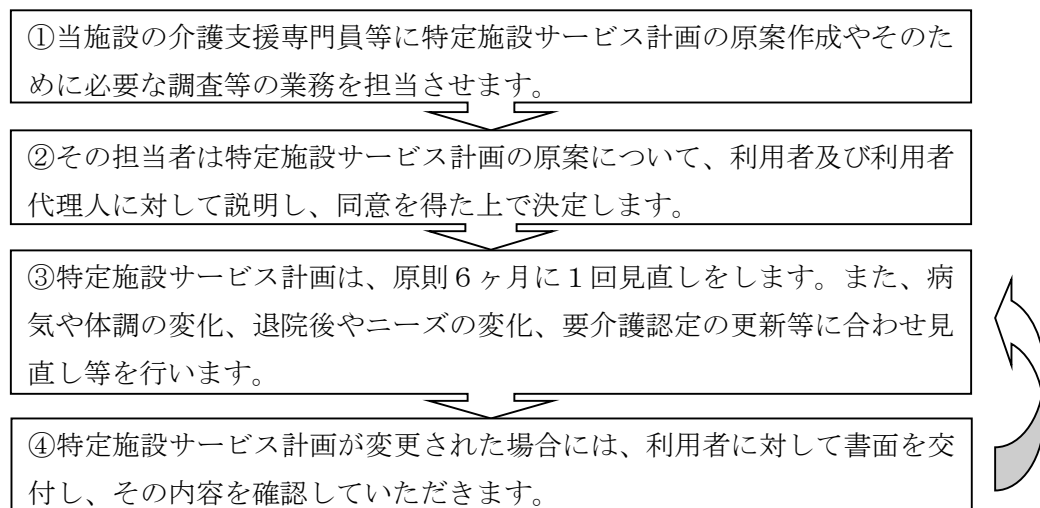 ①当施設の介護支援専門員等に特定施設サービス計画の原案作成やそのた
めに必要な調査等の業務を担当させます。
②その担当者は特定施設サービス計画の原案について、利用者及び利用者
代理人に対して説明し、同意を得た上で決定します。
③特定施設サービス計画は、原則６ヶ月に１回見直しをします。また、病
気や体調の変化、退院後やニーズの変化、要介護認定の更新等に合わせ見
直し等を行います。
④特定施設サービス計画が変更された場合には、利用者に対して書面を交
付し、その内容を確認していただきます。